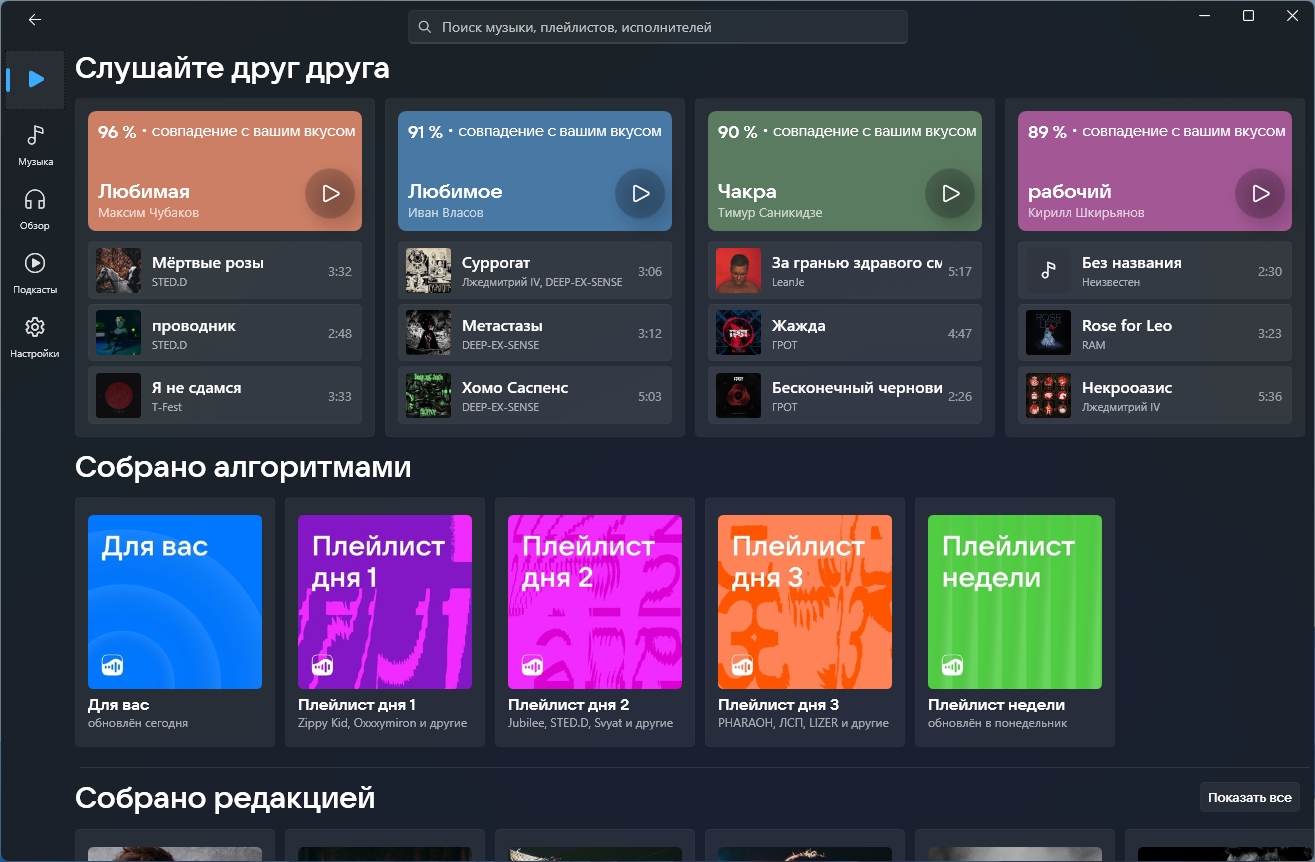 Поиск музыки, плейлистов, исполнителей
Музыка
Обзор
Подкасты
Настройки
Слушайте друг друга
96 % • совпадение с вашим вкусом
Любимая
Максим Чубаков
Мёртвые розы
STED.D
3:32
проводник
STED.D
2:48
Я не сдамся
T-Fest
3:33
91 % • совпадение с вашим вкусом
Любимое
Иван Власов
Суррогат
Лжедмитрий IV, DEEP-EX-SENSE
3:06
Метастазы
DEEP-EX-SENSE
3:12
Хомо Саспенс
DEEP-EX-SENSE
5:03
90 % • совпадение с вашим вкусом
Чакра
Тимур Саникидзе
За гранью здравого см
LeanJe
5:17
Жажда
ГРОТ
4:47
Бесконечный чернови
ГРОТ
2:26
89 % • совпадение с вашим вкусом
рабочий
Кирилл Шкирьянов
Без названия
Неизвестен
2:30
Rose for Leo
RAM
3:23
Некрооазис
Лжедмитрий IV
5:36
Собрано алгоритмами
Для вас
Для вас
обновлён сегодня
Плейлист
дня 1
Плейлист дня 1
Zippy Kid, Oxxxymiron и другие
Плейлист
дня 2
Плейлист дня 2
Jubilee, STED.D, Svyat и другие
Плейлист
дня 3
Плейлист дня 3
PHARAOH, ЛСП, LIZER и другие
Плейлист
недели
Плейлист недели
обновлён в понедельник
Собрано редакцией
Показать все